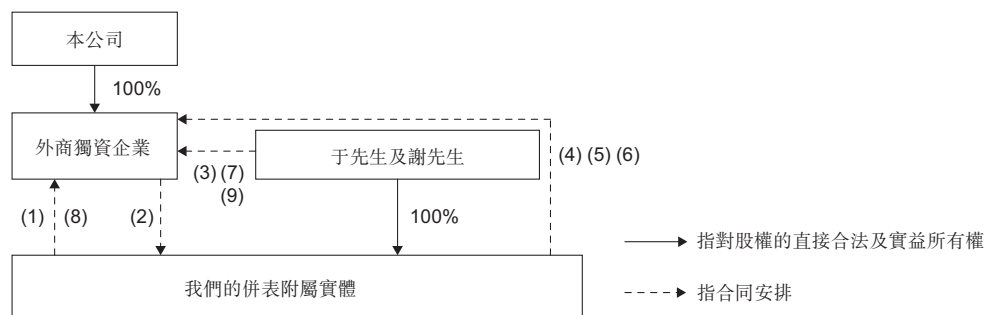 本公司
100%
外商獨資企業
于先生及謝先生
(4) (5) (6)
(3) (7)
(9)
(1) (8) (2)
100%
指對股權的直接合法及實益所有權
我們的併表附屬實體
指合同安排